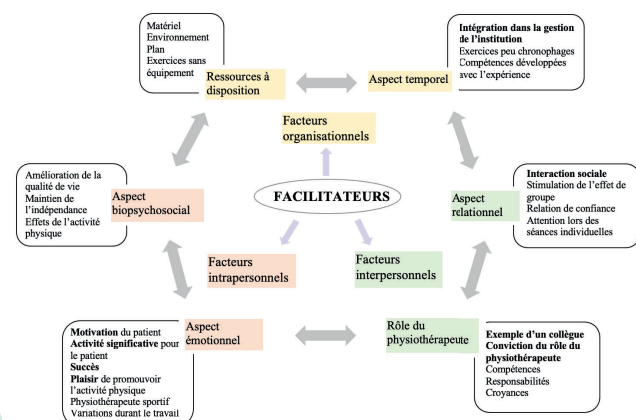 Matériel
Environnement
Plan
Exercices sans
équipement
Ressources à
disposition
Aspect temporel
Intégration dans la gestion
de l'institution
Exercices peu chronophages
Compétences développées
avec l'expérience
Facteurs
organisationnels
Amélioration de la
qualité de vie
Maintien de
l'indépendance
Effets de l'activité
physique
Aspect
biopsychosocial
FACILITATEURS
Aspect
relationnel
Interaction sociale
Stimulation de l'effet de
groupe
Relation de confiance
Attention lors des
séances individuelles
Facteurs
intrapersonnels
Facteurs
interpersonnels
Motivation du patient
Activité significative pour
le patient
Succès
Plaisir de promouvoir
l'activité physique
Physiothérapeute sportif
Variations durant le travail
Aspect
émotionnel
Rôle du
physiothérapeute
Exemple d'un collègue
Conviction du rôle du
physiothérapeute
Compétences
Responsabilités
Croyances